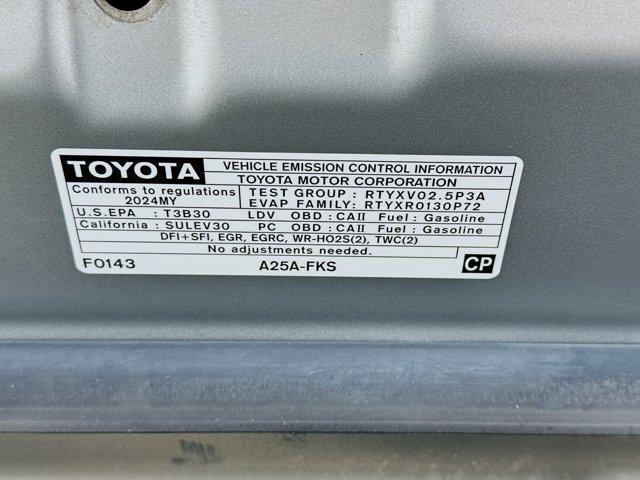 TOYOTA VEHICLE EMISSION CONTROL INFORMATION
TOYOTA MOTOR CORPORATION
Conforms to regulations
2024MY
TEST GROUP : RTYXV02.5P3A
EVAP FAMILY: RTYXR0130P72
U.S.EPA : T3B30 LDV OBD : CAII Fuel : Gasoline
California : SULEV30 PC OBD : CAII Fuel : Gasoline
DFI+SFI, EGR, EGRC, WR-HO2S(2), TWC(2)
No adjustments needed.
F0143 A25A-FKS CP